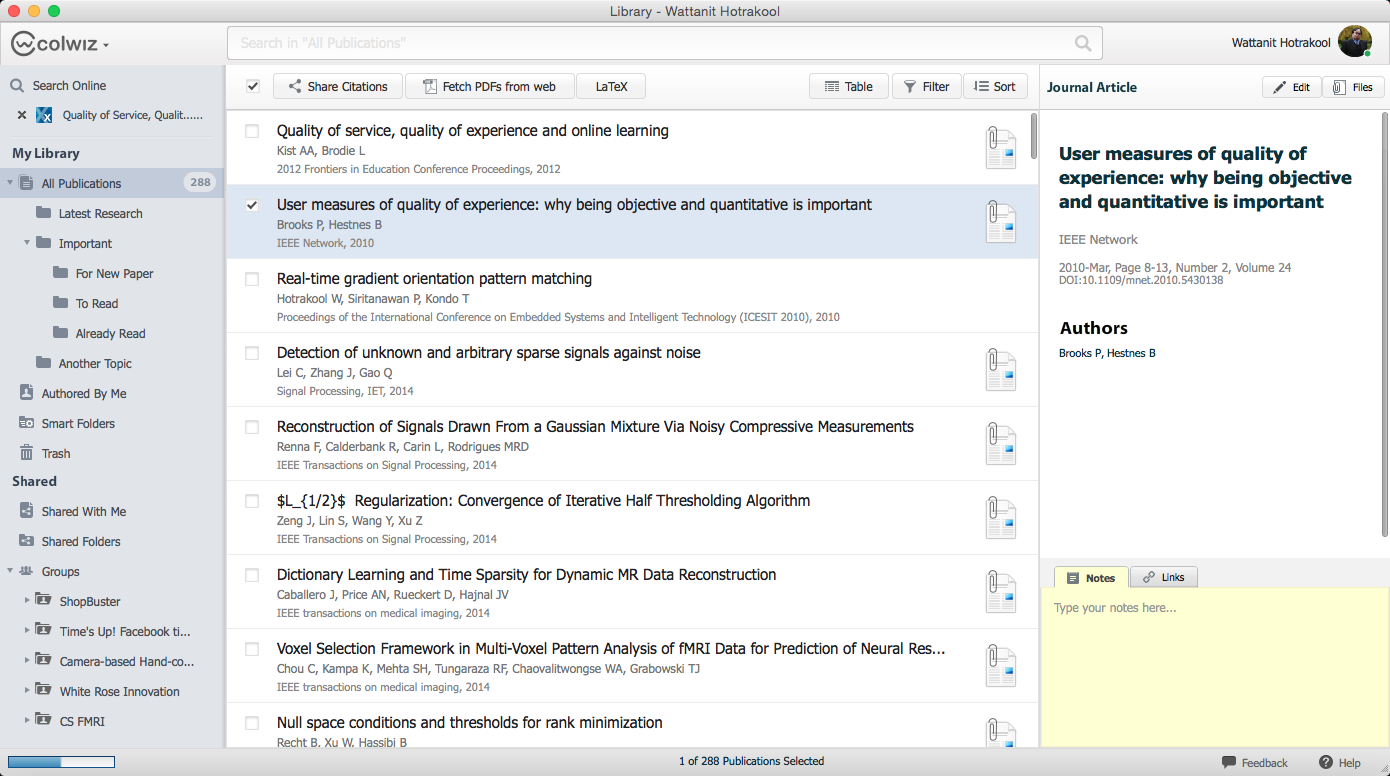 Library - Wattanit Hotrakool
colwiz
Search in "All Publications"
Wattanit Hotrakool
Search Online
Quality of Service, Qualit......
My Library
All Publications 288
Latest Research
Important
For New Paper
To Read
Already Read
Another Topic
Authored By Me
Smart Folders
Trash
Shared
Shared With Me
Shared Folders
Groups
ShopBuster
Time's Up! Facebook ti...
Camera-based Hand-co...
White Rose Innovation
CS FMRI
Share Citations
Fetch PDFs from web
LaTeX
Table
Filter
Sort
Quality of service, quality of experience and online learning
Kist AA, Brodie L
2012 Frontiers in Education Conference Proceedings, 2012
User measures of quality of experience: why being objective and quantitative is important
Brooks P, Hestnes B
IEEE Network, 2010
Real-time gradient orientation pattern matching
Hotrakool W, Siritanawan P, Kondo T
Proceedings of the International Conference on Embedded Systems and Intelligent Technology (ICESIT 2010), 2010
Detection of unknown and arbitrary sparse signals against noise
Lei C, Zhang J, Gao Q
Signal Processing, IET, 2014
Reconstruction of Signals Drawn From a Gaussian Mixture Via Noisy Compressive Measurements
Renna F, Calderbank R, Carin L, Rodrigues MRD
IEEE Transactions on Signal Processing, 2014
$L_{1/2}$ Regularization: Convergence of Iterative Half Thresholding Algorithm
Zeng J, Lin S, Wang Y, Xu Z
IEEE Transactions on Signal Processing, 2014
Dictionary Learning and Time Sparsity for Dynamic MR Data Reconstruction
Caballero J, Price AN, Rueckert D, Hajnal JV
IEEE transactions on medical imaging, 2014
Voxel Selection Framework in Multi-Voxel Pattern Analysis of fMRI Data for Prediction of Neural Res...
Chou C, Kampa K, Mehta SH, Tungaraza RF, Chaovalitwongse WA, Grabowski TJ
IEEE transactions on medical imaging, 2014
Null space conditions and thresholds for rank minimization
Recht B, Xu W, Hassibi B
Journal Article
Edit
Files
User measures of quality of
experience: why being objective
and quantitative is important
IEEE Network
2010-Mar, Page 8-13, Number 2, Volume 24
DOI:10.1109/mnet.2010.5430138
Authors
Brooks P, Hestnes B
Notes
Links
Type your notes here...
1 of 288 Publications Selected
Feedback
Help